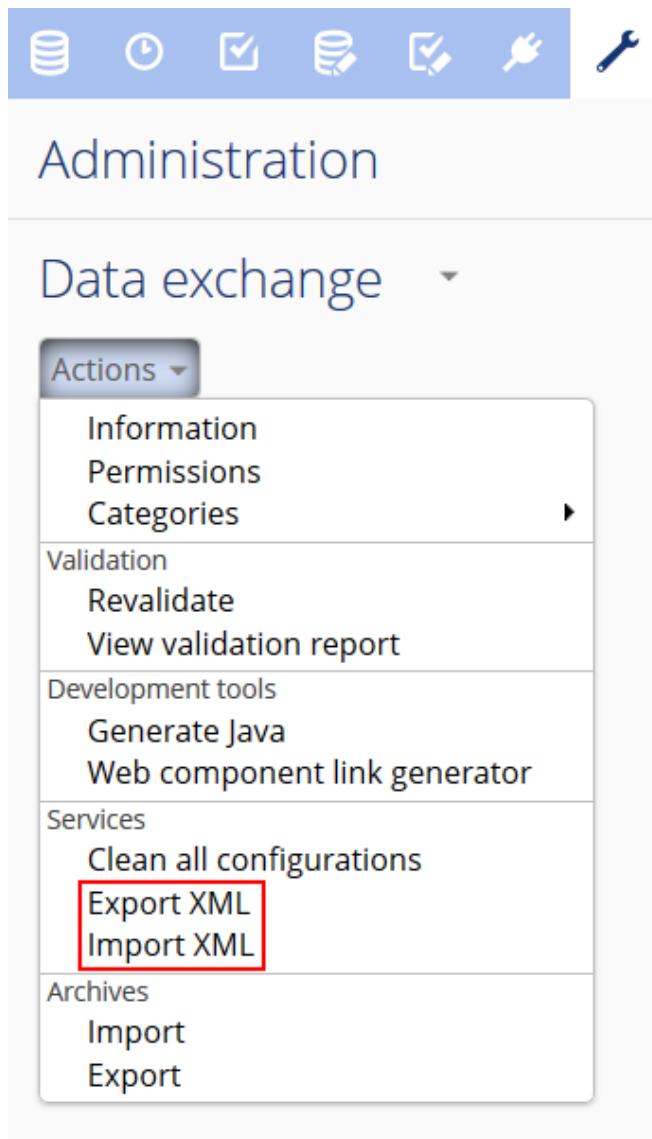 Administration
Data exchange
Actions
Information
Permissions
Categories
Validation
Revalidate
View validation report
Development tools
Generate Java
Web component link generator
Services
Clean all configurations
Export XML
Import XML
Archives
Import
Export